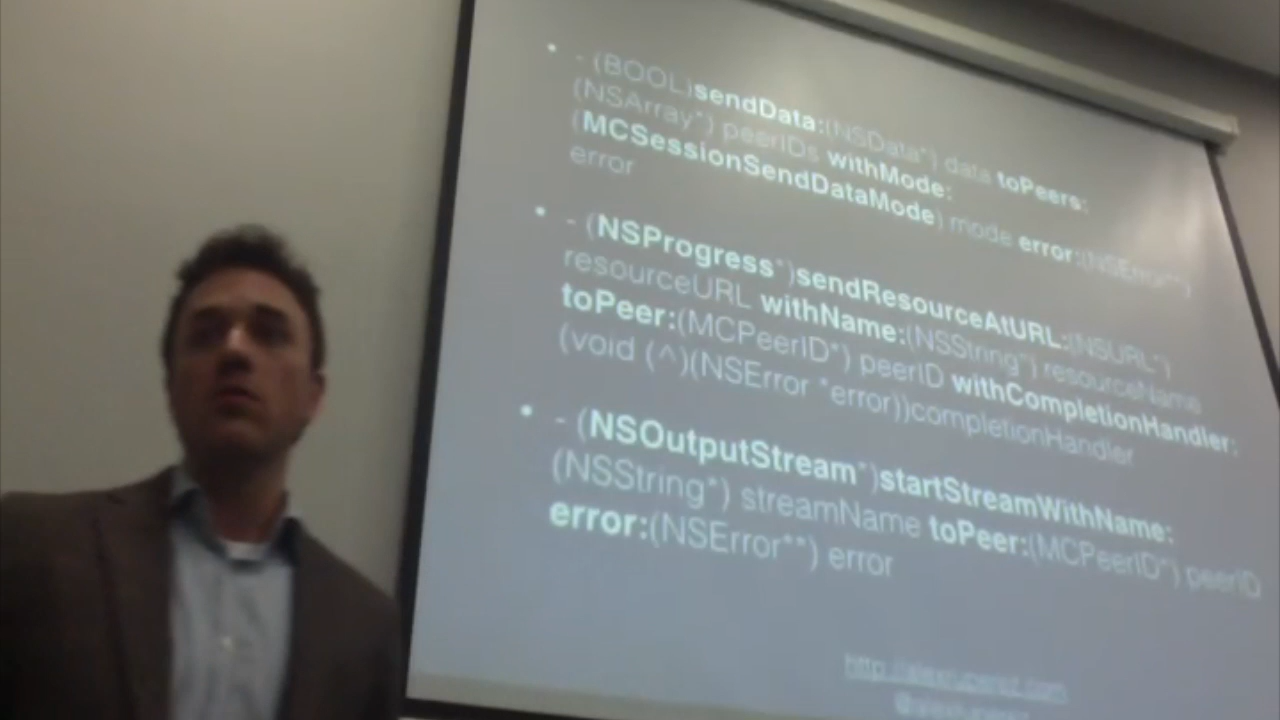 - (BOOL)sendData:(NSData*) data toPeers:
(NSArray*) peerIDs withMode:
(MCSessionSendDataMode) mode error:(NSError**)
error
- (NSProgress*)sendResourceAtURL:(NSURL*)
resourceURL withName:(NSString*) resourceName
toPeer:(MCPeerID*) peerID withCompletionHandler:
(void (^)(NSError *error))completionHandler
- (NSOutputStream*)startStreamWithName:
(NSString*) streamName toPeer:(MCPeerID*) peerID
error:(NSError**) error